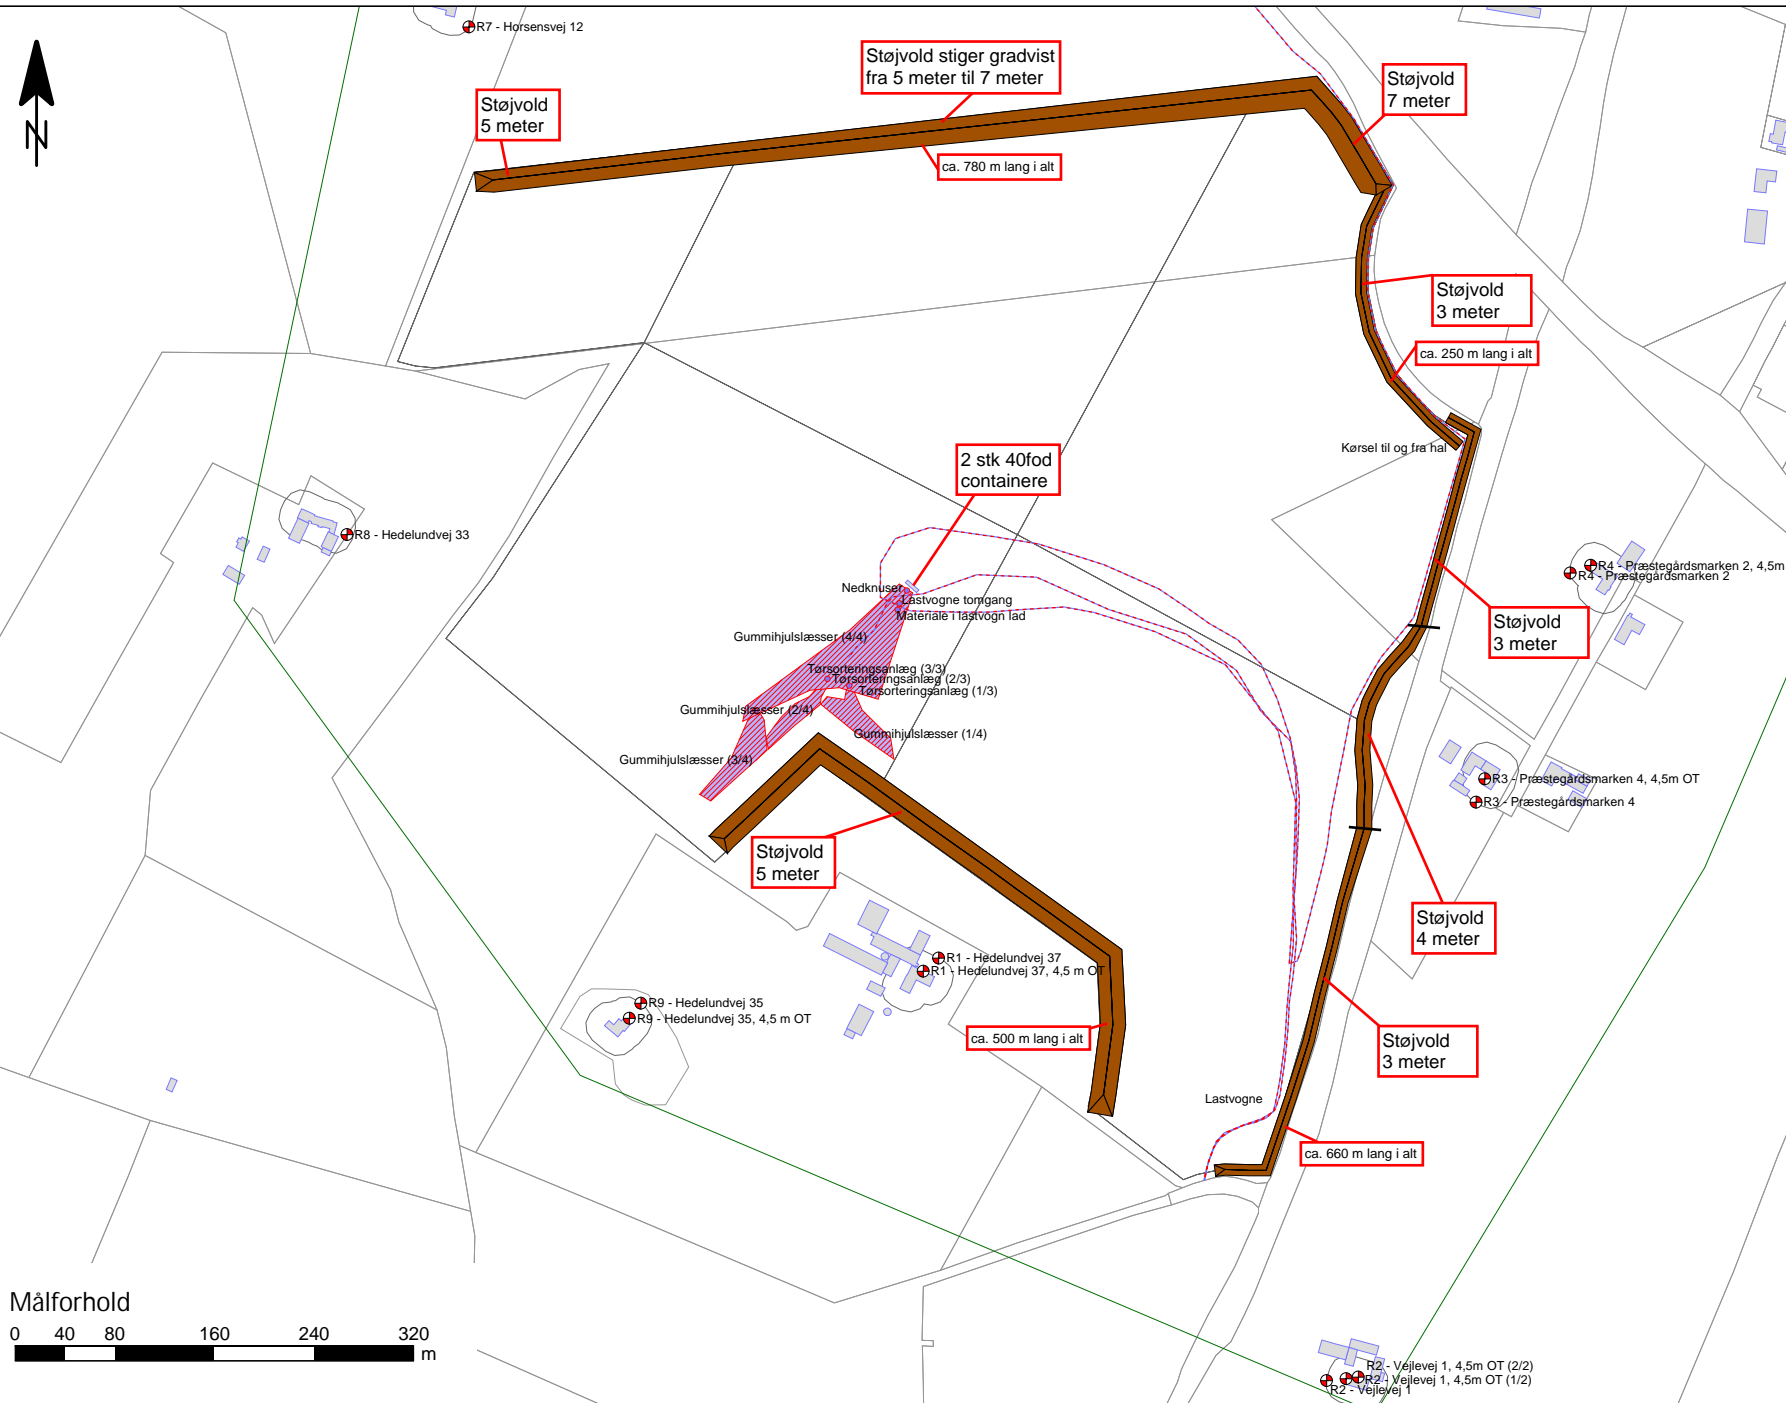 R7 - Horsensvej 12
N
Støjvold stiger gradvist
fra 5 meter til 7 meter
Støjvold
7 meter
Støjvold
5 meter
ca. 780 m lang i alt
Støjvold
3 meter
ca. 250 m lang i alt
Kørsel til og fra hal
2 stk 40fod
containere
R8 - Hedelundvej 33
R4 - Præstegårdsmarken 2, 4,5m
R4 - Præstegårdsmarken 2
Nedknuser
Lastvogne tomgang
Materiale i lastvogn lad
Gummihjulslæsser (4/4)
Støjvold
3 meter
Tørsorteringsanlæg (3/3)
Tørsorteringsanlæg (2/3)
Tørsorteringsanlæg (1/3)
Gummihjulslæsser (2/4)
Gummihjulslæsser (1/4)
Gummihjulslæsser (3/4)
R3 - Præstegårdsmarken 4, 4,5m OT
R3 - Præstegårdsmarken 4
Støjvold
5 meter
Støjvold
4 meter
R1 - Hedelundvej 37
R1 - Hedelundvej 37, 4,5 m OT
R9 - Hedelundvej 35
R9 - Hedelundvej 35, 4,5 m OT
ca. 500 m lang i alt
Støjvold
3 meter
Lastvogne
ca. 660 m lang i alt
Målforhold
0 40 80 160 240 320
m
R2 - Vejlevej 1, 4,5m OT (2/2)
R2 - Vejlevej 1, 4,5m OT (1/2)
R2 - Vejlevej 1